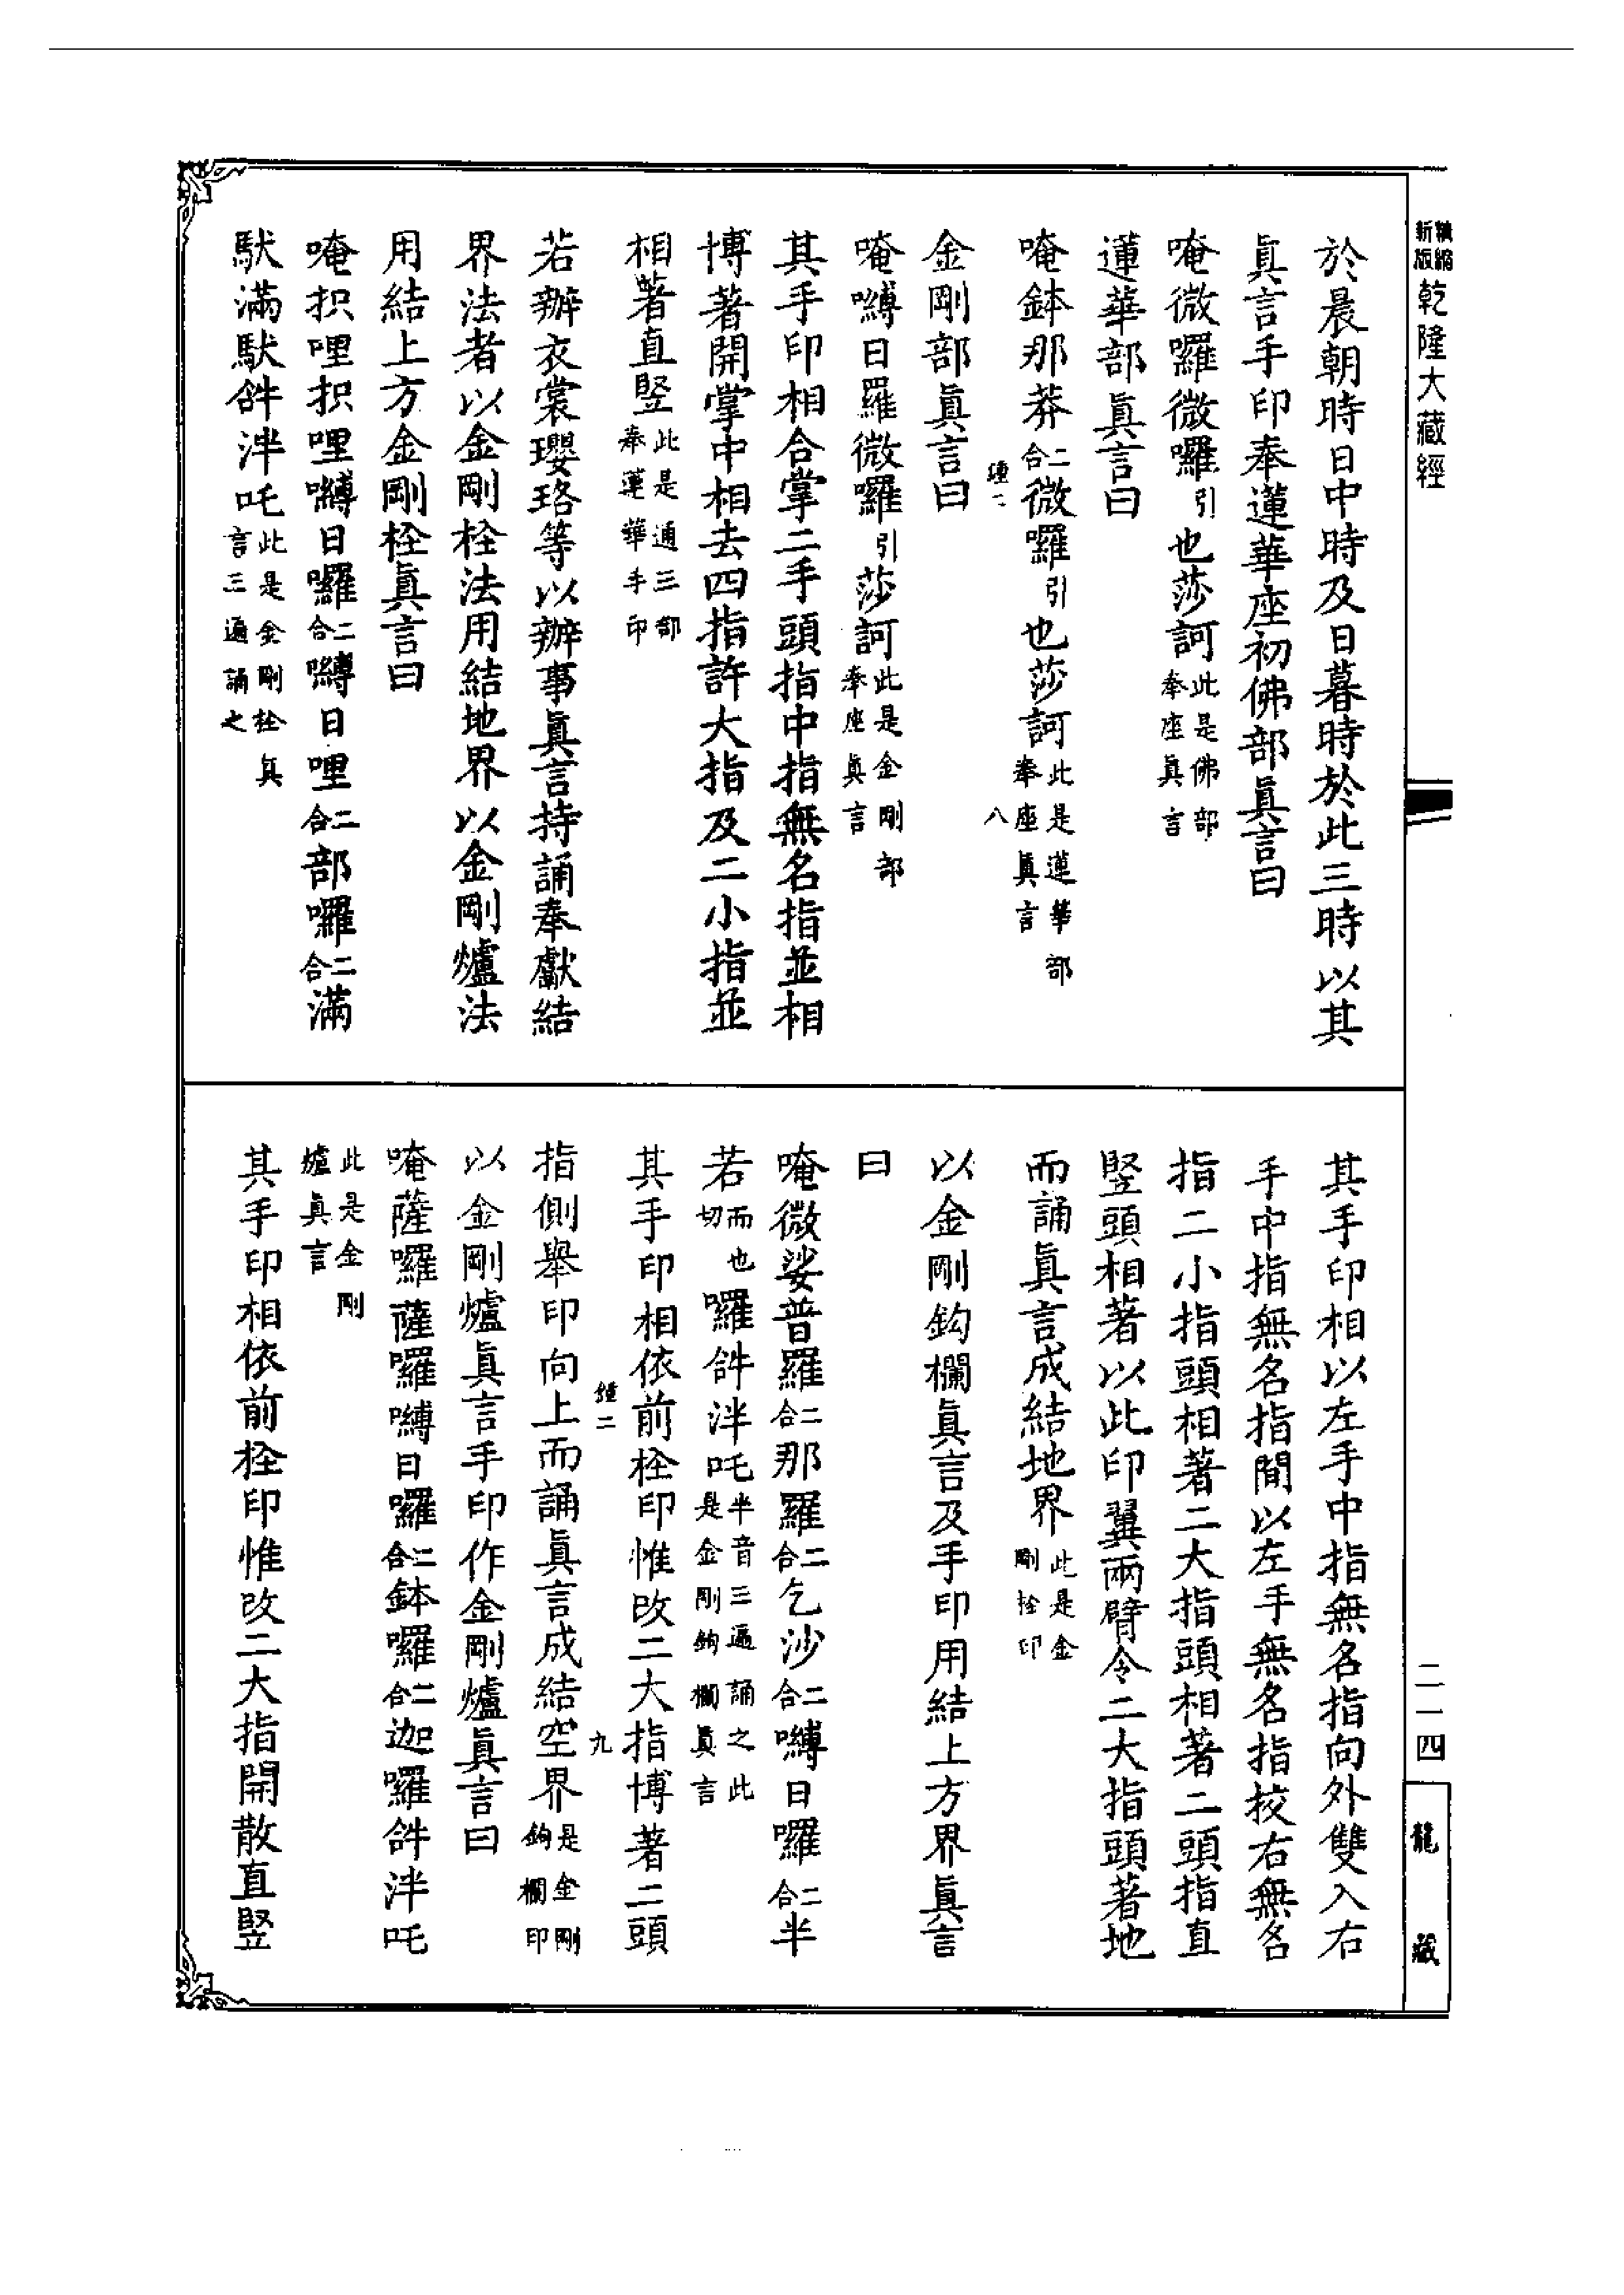 精縮新版乾隆大藏經
於晨朝時日中時及日暮時於此三時以其
真言手印奉蓮華座初佛部真言曰
唵微囉微囉引也莎訶此是佛部奉座真言
蓮華部真言曰
唵鉢那莽二合微囉引也莎訶此是蓮華部奉座真言
八
金剛部真言曰
唵嚩日羅微囉引莎訶此是金剛部奉座真言
其手印相合掌二手頭指中指無名指並相
博著開掌中相去四指許大指及二小指並
相著直豎此是通三部奉蓮華手印
若辦衣裳瓔珞等以辦事真言持誦奉獻結
界法者以金剛栓法用結地界以金剛爐法
用結上方金剛栓真言曰
唵抧哩抧哩嚩日囉二合嚩日哩二合部囉二合滿
馱滿馱𤙖泮吒此是金剛栓真言三遍誦之
其手印相以左手中指無名指向外雙入右
手中指無名指間以左手無名指挍右無名
指二小指頭相著二大指頭相著二頭指直
豎頭相著以此印翼兩臂令二大指頭著地
而誦真言成結地界此是金剛栓印
以金剛鈎欄真言及手印用結上方界真言
曰
唵微娑普羅二合那羅二合乞沙二合嚩日囉二合半
若而也切囉𤙖泮吒半音三遍誦之此是金剛鈎欄真言
其手印相依前栓印惟改二大指博著二頭
鍾二
九
指側舉印向上而誦真言成結空界是金剛鈎欄印
以金剛爐真言手印作金剛爐真言曰
唵薩囉薩囉嚩日囉二合鉢囉二合迦囉𤙖泮吒
此是金剛爐真言
其手印相依前栓印惟改二大指開散直豎
二一四
龍藏